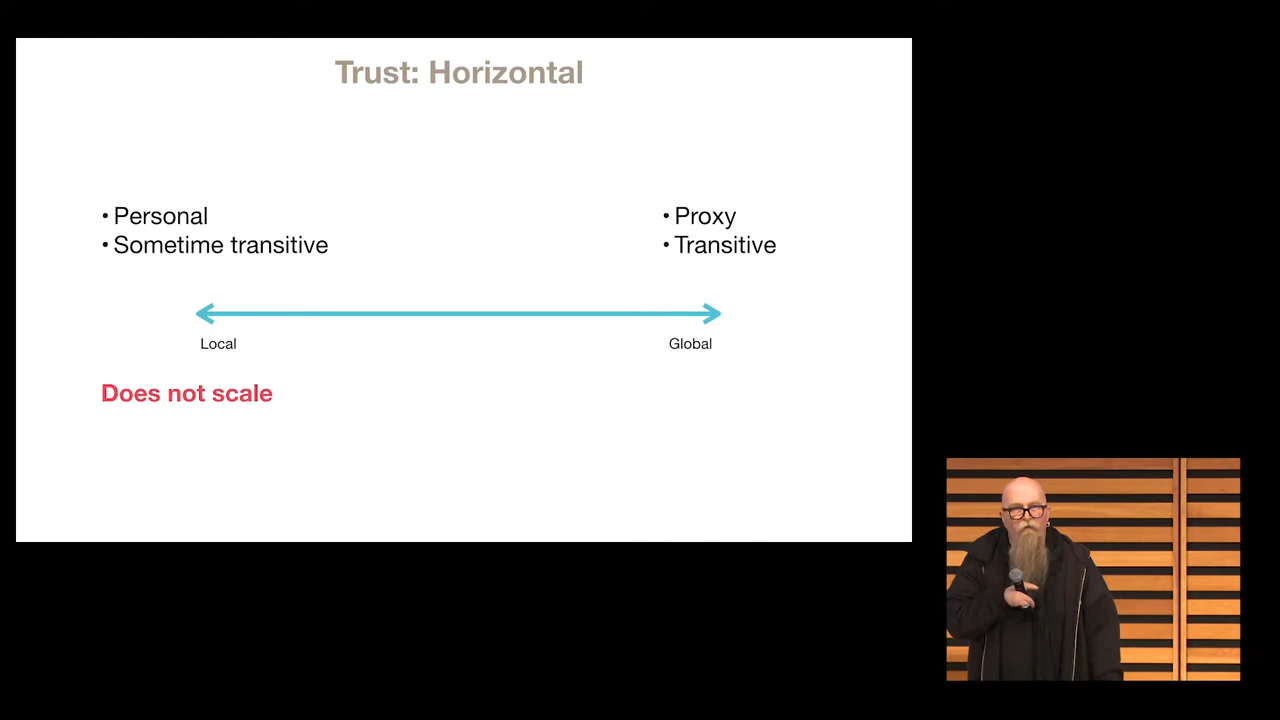 Trust: Horizontal
• Personal
• Sometime transitive
• Proxy
• Transitive
Local
Global
Does not scale